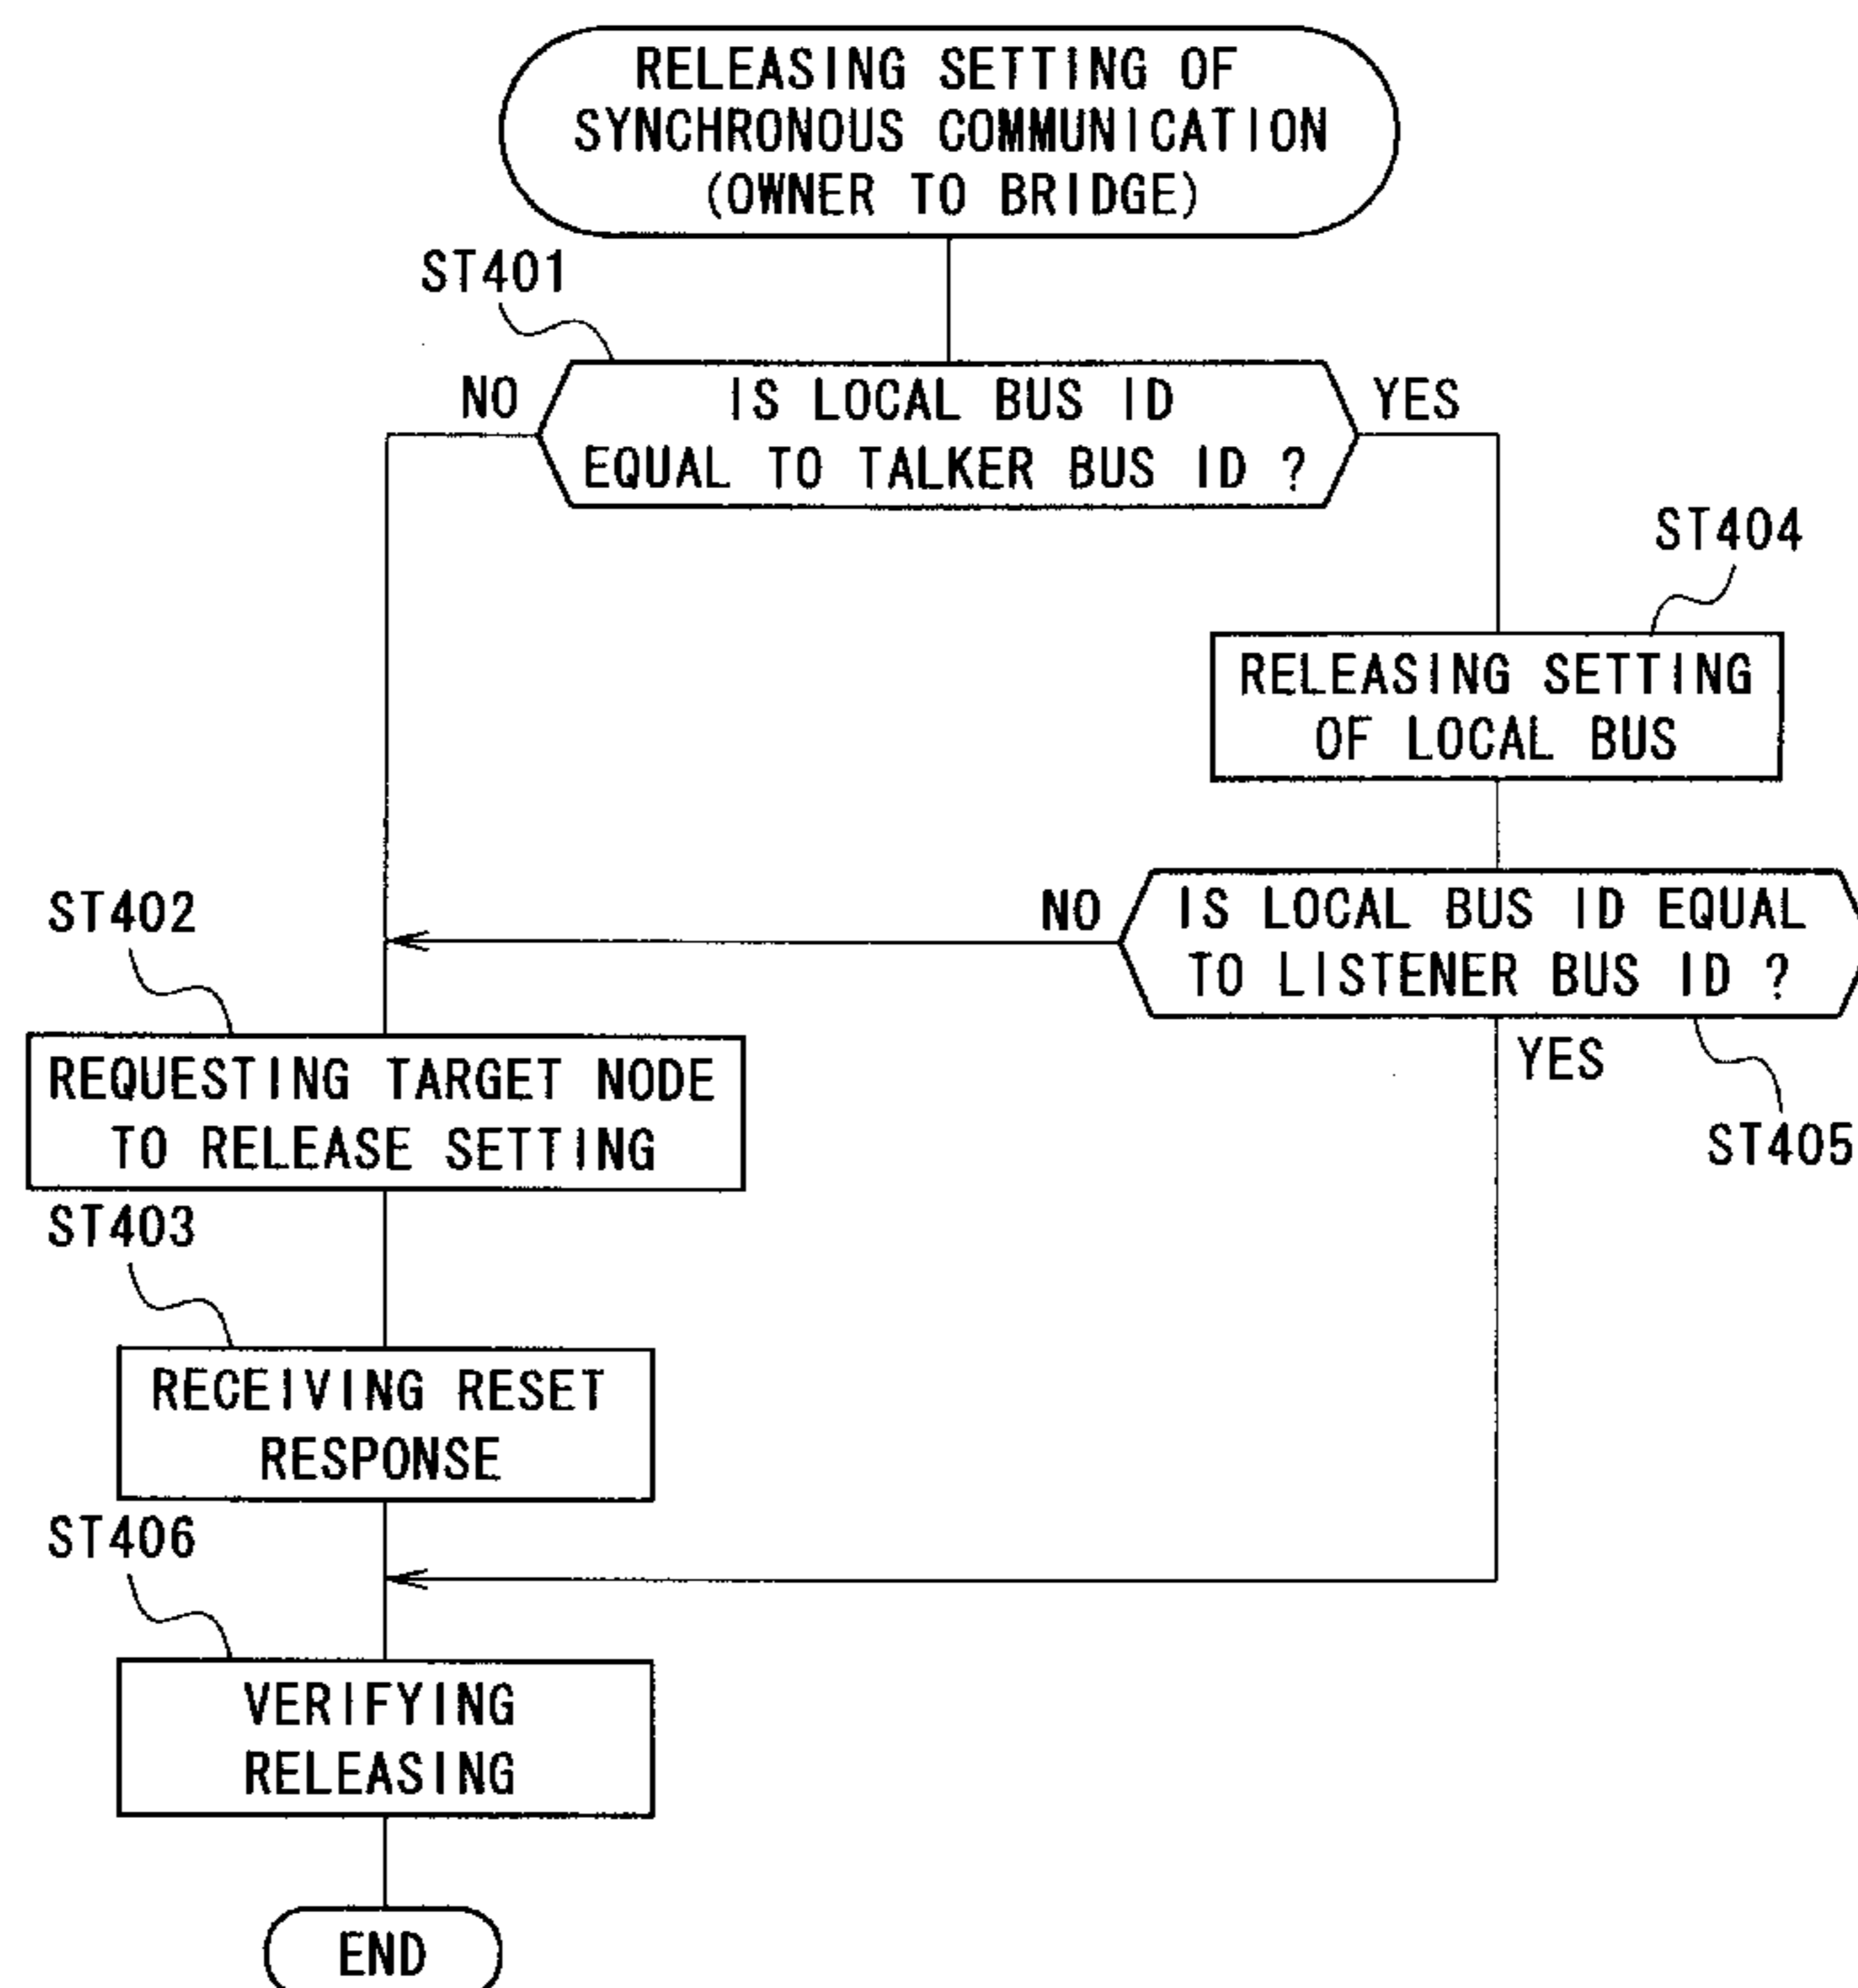 RELEASING SETTING OF
SYNCHRONOUS COMMUNICATION
(OWNER TO BRIDGE)
ST401
NO
IS LOCAL BUS ID
EQUAL TO TALKER BUS ID ?
YES
ST404
RELEASING SETTING
OF LOCAL BUS
ST402
NO
IS LOCAL BUS ID EQUAL
TO LISTENER BUS ID ?
YES
ST405
REQUESTING TARGET NODE
TO RELEASE SETTING
ST403
RECEIVING RESET
RESPONSE
ST406
VERIFYING
RELEASING
END